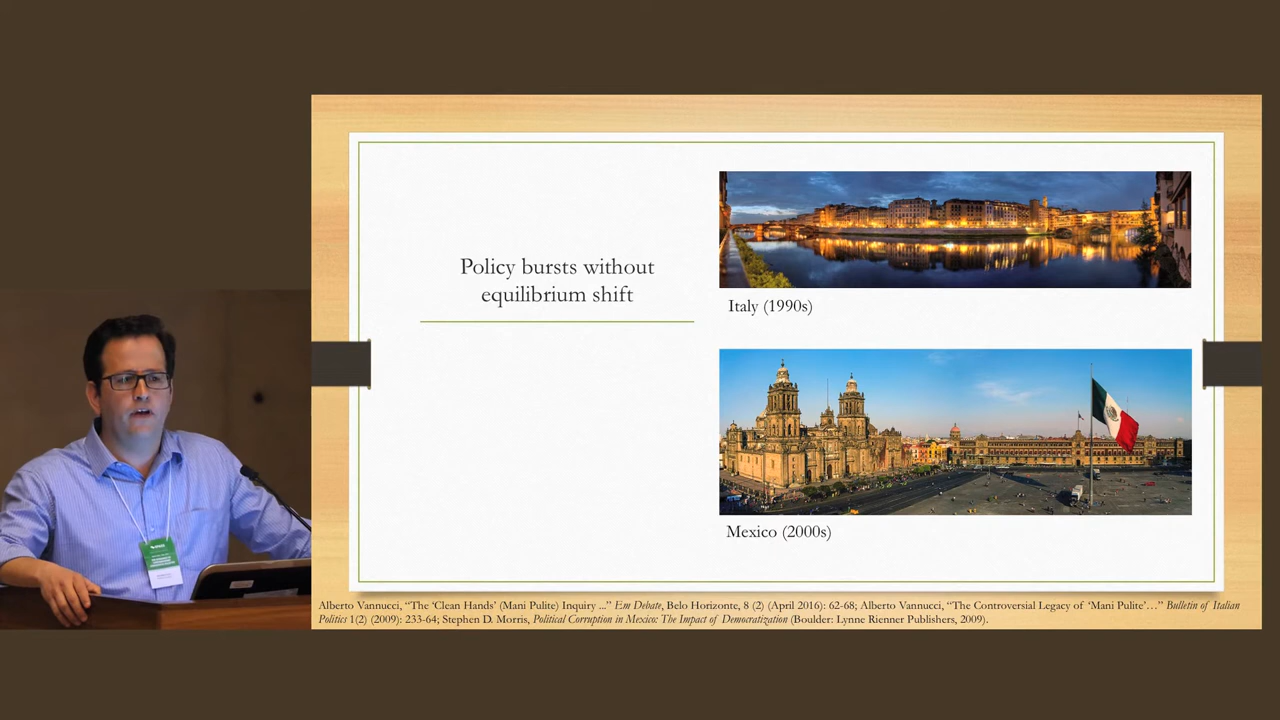 Policy bursts without
equilibrium shift
Italy (1990s)
Mexico (2000s)
Alberto Vannucci, “The ‘Clean Hands’ (Mani Pulite) Inquiry ...” Em Debate, Belo Horizonte, 8 (2) (April 2016): 62-68; Alberto Vannucci, “The Controversial Legacy of ‘Mani Pulite’…” Bulletin of Italian
Politics 1(2) (2009): 233-64; Stephen D. Morris, Political Corruption in Mexico: The Impact of Democratization (Boulder: Lynne Rienner Publishers, 2009).